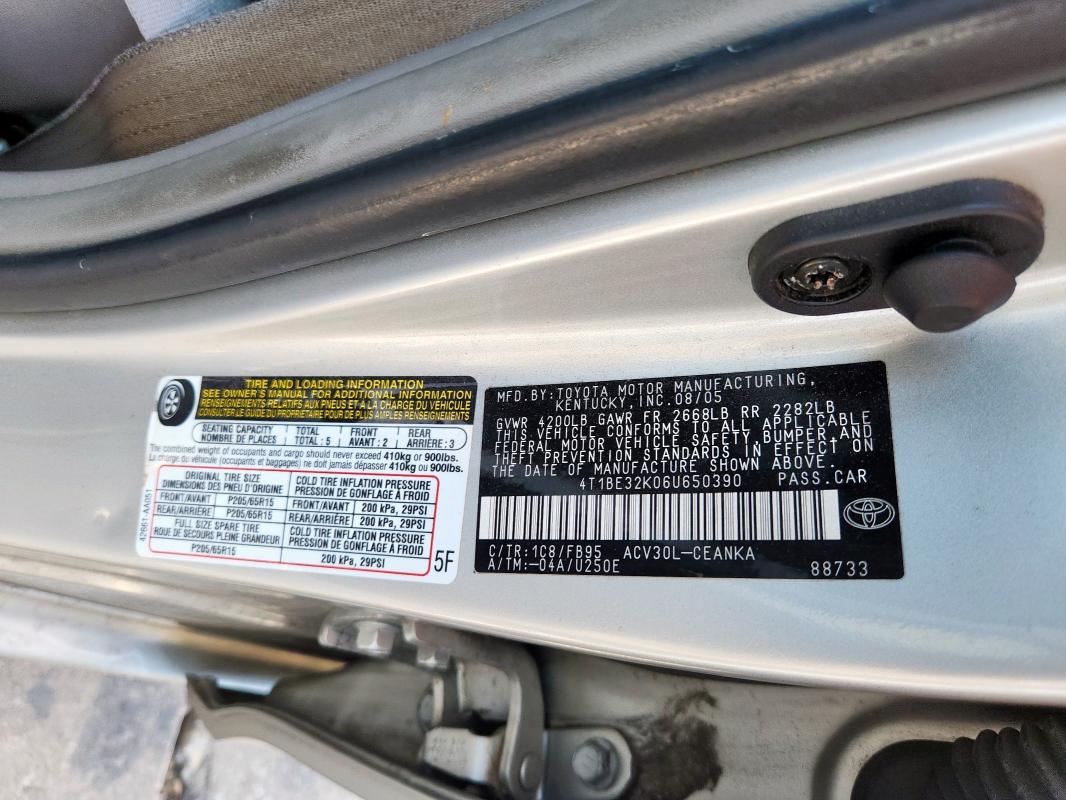 TIRE AND LOADING INFORMATION
SEE OWNER'S MANUAL FOR ADDITIONAL INFORMATION
RENSEIGNEMENTS RELATIFS AUX PNEUS ET A LA CHARGE DU VÉHICULE
CONSULTER LE GUIDE DU PROPRIÉTAIRE POUR DE PLUS AMPLES RENSEIGNEMENTS
SEATING CAPACITY TOTAL FRONT REAR
NOMBRE DE PLACES TOTAL : 5 AVANT : 2 ARRIÈRE : 3
The combined weight of occupants and cargo should never exceed 410kg or 900lbs.
La charge du véhicule (occupants et bagages) ne doit jamais dépasser 410kg ou 900lbs.
ORIGINAL TIRE SIZE COLD TIRE INFLATION PRESSURE
DIMENSIONS DES PNEU D'ORIGINE PRESSION DE GONFLAGE À FROID
FRONT/AVANT P205/65R15 FRONT/AVANT 200 kPa, 29PSI
REAR/ARRIÈRE P205/65R15 REAR/ARRIÈRE 200 kPa, 29PSI
FULL SIZE SPARE TIRE COLD TIRE INFLATION PRESSURE
ROUE DE SECOURS PLEINE GRANDEUR PRESSION DE GONFLAGE À FROID
P205/65R15 200 kPa, 29PSI
5F
42661-AA051
MFD.BY:TOYOTA MOTOR MANUFACTURING,
KENTUCKY, INC.08/05
GVWR 4200LB GAWR FR 2668LB RR 2282LB
THIS VEHICLE CONFORMS TO ALL APPLICABLE
FEDERAL MOTOR VEHICLE SAFETY,BUMPER,AND
THEFT PREVENTION STANDARDS IN EFFECT ON
THE DATE OF MANUFACTURE SHOWN ABOVE.
4T1BE32K06U650390 PASS.CAR
C/TR:1C8/FB95 ACV30L-CEANKA
A/TM:-04A/U250E 88733